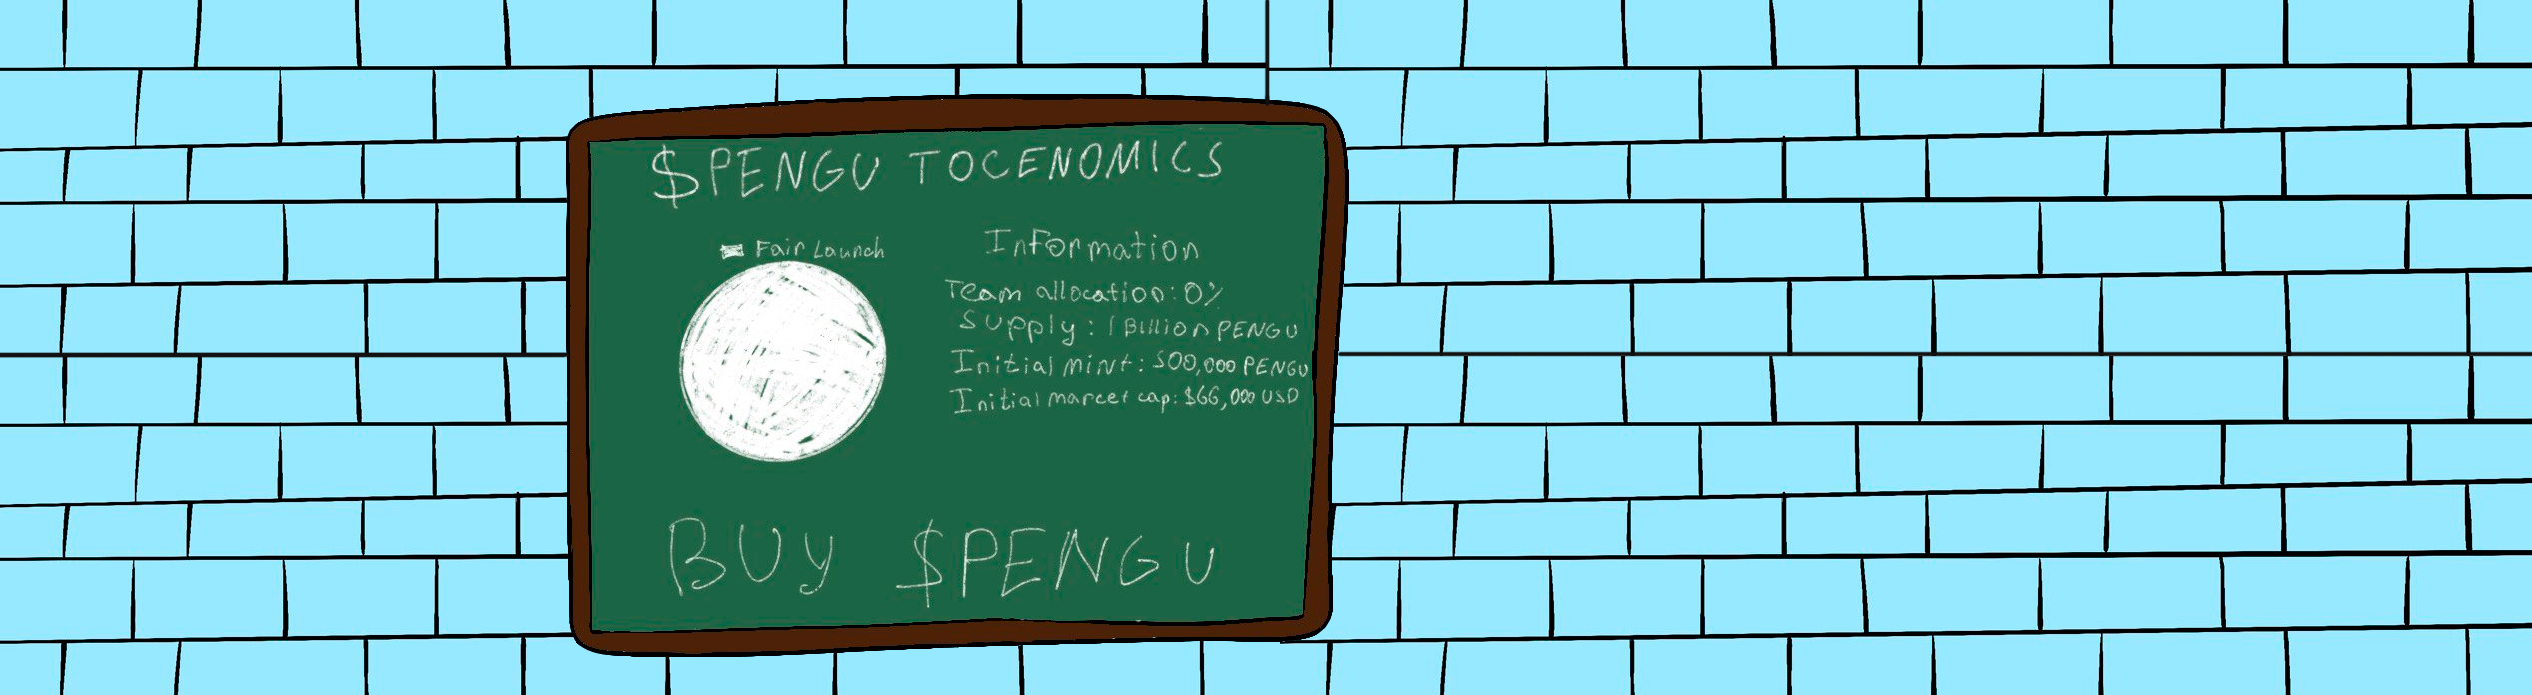 $PENGU TOCENOMICS
Fair Launch
Information
Team allocation: 0%
Supply: 1 Billion PENGU
Initial mint: 500,000 PENGU
Initial marcet cap: $66,000 USD
BUY $PENGU